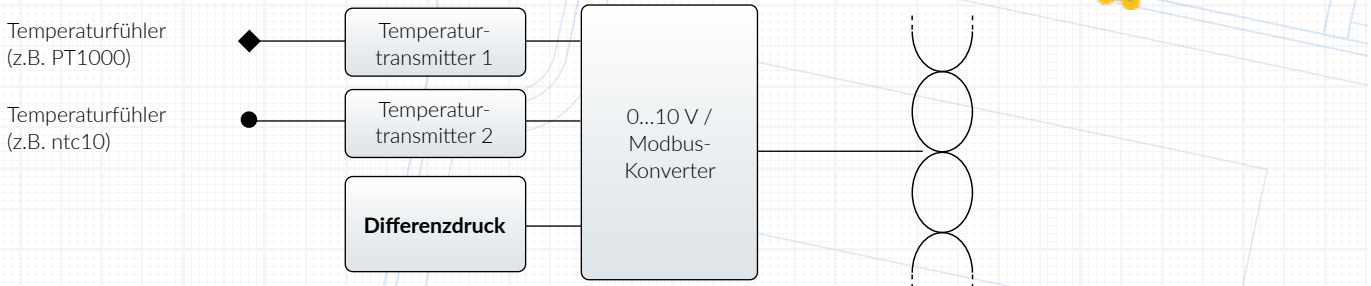 Temperaturfühler
(z.B. PT1000)
Temperatur-
transmitter 1
Temperaturfühler
(z.B. ntc10)
Temperatur-
transmitter 2
Differenzdruck
0...10 V /
Modbus-
Konverter